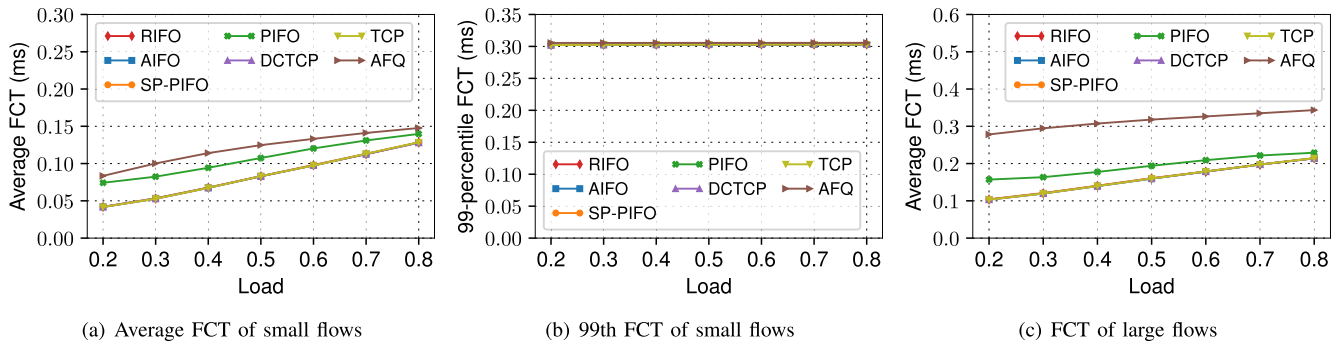 Average FCT (ms)
0.30
0.25
0.20
0.15
0.10
0.05
0.00
RIFO PIFO TCP
AIFO DCTCP AFQ
SP-PIFO
0.2 0.3 0.4 0.5 0.6 0.7 0.8
Load
(a) Average FCT of small flows
99-percentile FCT (ms)
0.35
0.30
0.25
0.20
0.15
0.10
0.05
0.00
RIFO PIFO TCP
AIFO DCTCP AFQ
SP-PIFO
0.2 0.3 0.4 0.5 0.6 0.7 0.8
Load
(b) 99th FCT of small flows
Average FCT (ms)
0.6
0.5
0.4
0.3
0.2
0.1
0.0
RIFO PIFO TCP
AIFO DCTCP AFQ
SP-PIFO
0.2 0.3 0.4 0.5 0.6 0.7 0.8
Load
(c) FCT of large flows